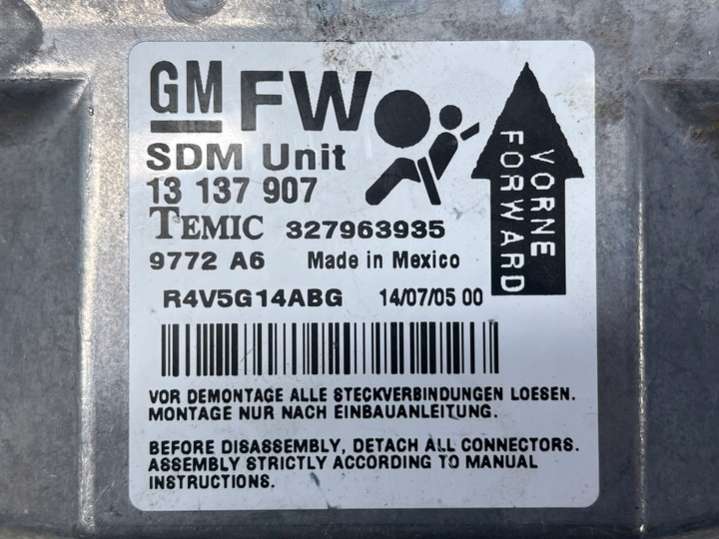 GM FW
SDM Unit
13 137 907
TEMIC 327963935
9772 A6 Made in Mexico
R4V5G14ABG 14/07/05 00
VORNE
FORWARD
VOR DEMONTAGE ALLE STECKVERBINDUNGEN LOESEN.
MONTAGE NUR NACH EINBAUANLEITUNG.
BEFORE DISASSEMBLY, DETACH ALL CONNECTORS.
ASSEMBLY STRICTLY ACCORDING TO MANUAL
INSTRUCTIONS.